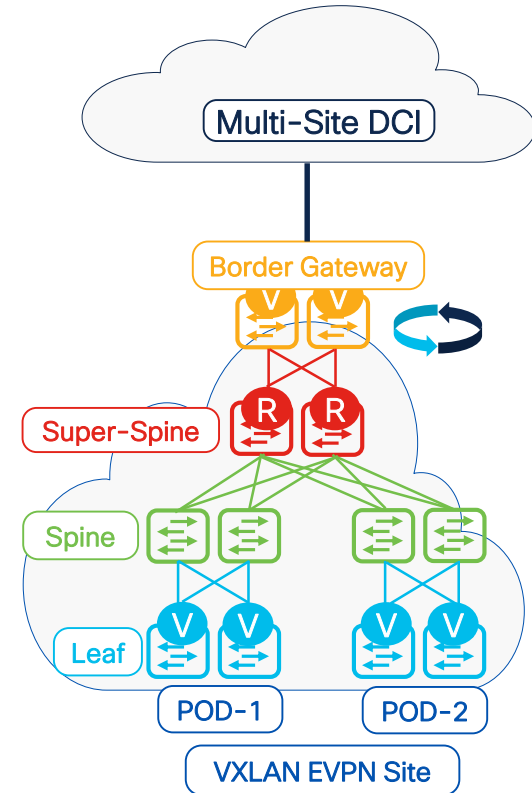 Multi-Site DCI
Border Gateway
V V
Super-Spine
R R
Spine
Leaf
V V V V
POD-1 POD-2
VXLAN EVPN Site